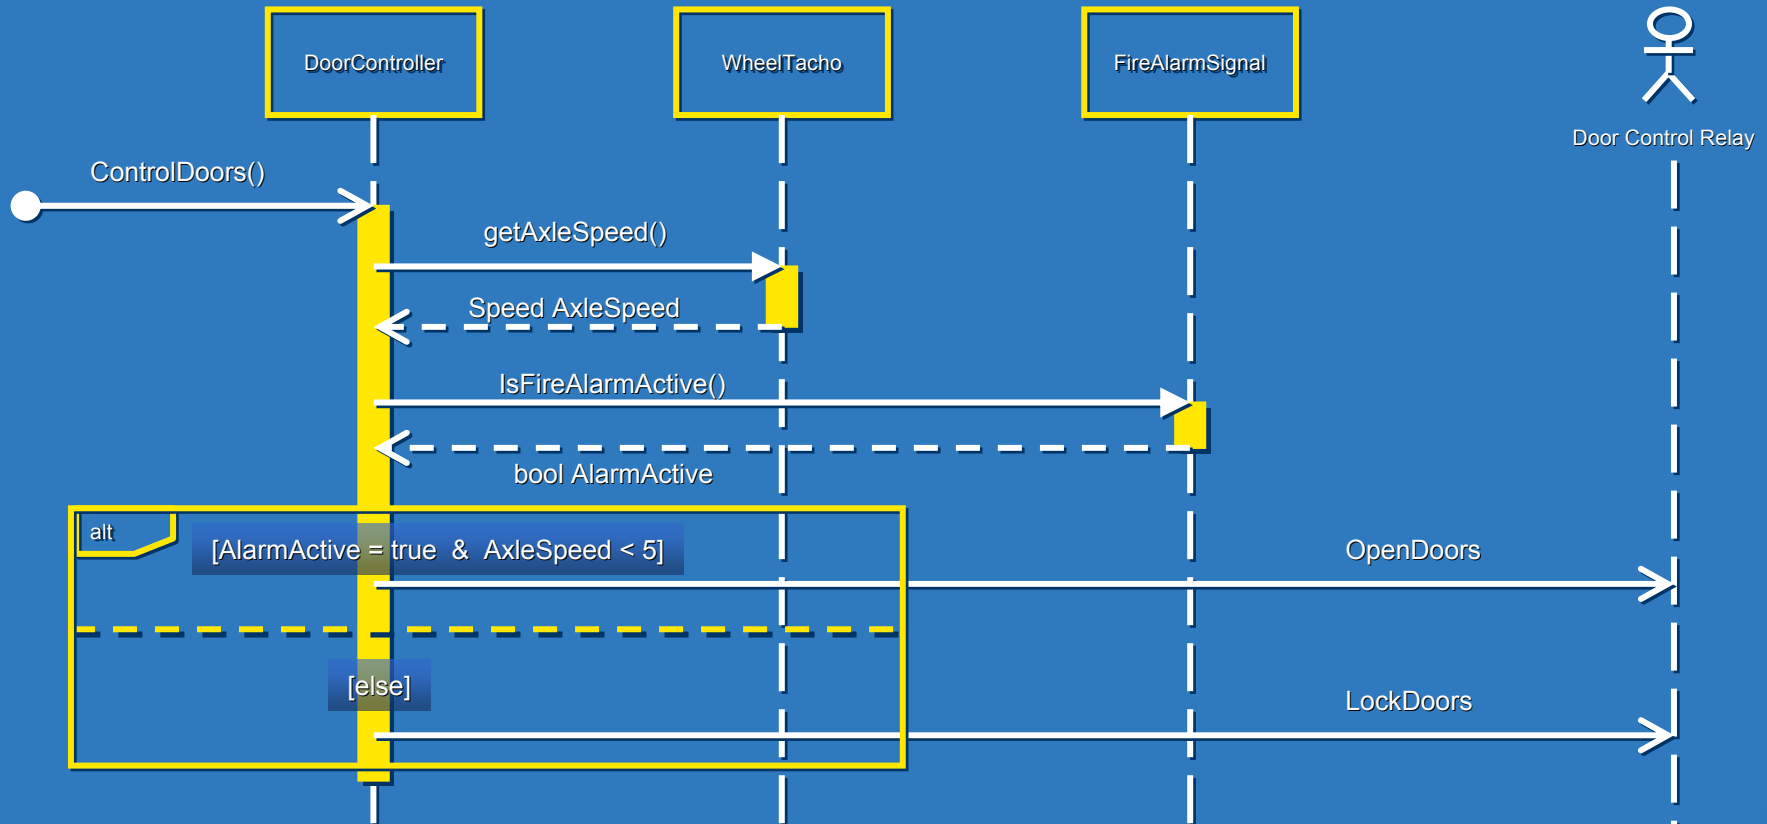 DoorController
WheelTacho
FireAlarmSignal
Door Control Relay
ControlDoors()
getAxleSpeed()
Speed AxleSpeed
IsFireAlarmActive()
bool AlarmActive
alt
[AlarmActive = true & AxleSpeed < 5]
OpenDoors
[else]
LockDoors